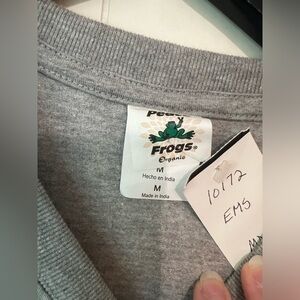 Frogs®
Organic
M
Hecho en India
M
Made in India
10172
EMS